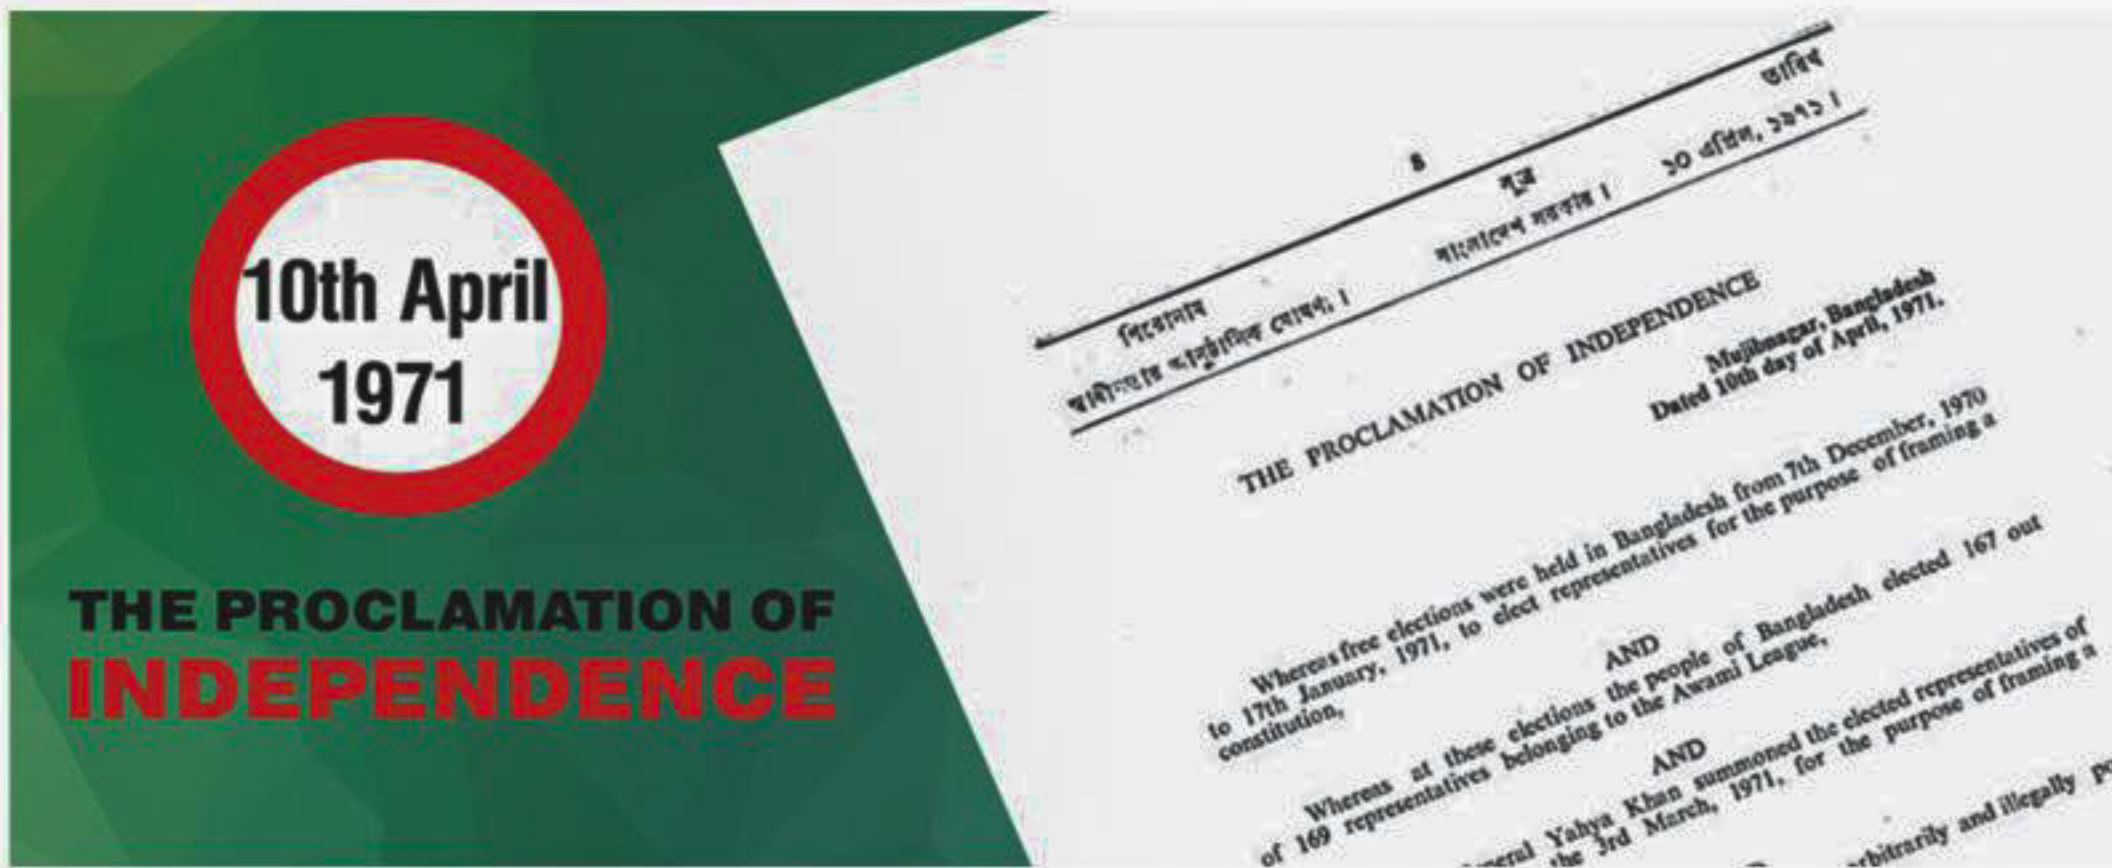 10th April
1971
THE PROCLAMATION OF
INDEPENDENCE
৪
শিরোনাম সূত্র তারিখ
স্বাধীনতার আনুষ্ঠানিক ঘোষণা। বাংলাদেশ সরকার। ১০ এপ্রিল, ১৯৭১।
THE PROCLAMATION OF INDEPENDENCE
Mujibnagar, Bangladesh
Dated 10th day of April, 1971.
Whereas free elections were held in Bangladesh from 7th December, 1970
to 17th January, 1971, to elect representatives for the purpose of framing a
constitution,
AND
Whereas at these elections the people of Bangladesh elected 167 out
of 169 representatives belonging to the Awami League,
AND
Yahya Khan summoned the elected representatives of
the 3rd March, 1971, for the purpose of framing a
and illegally